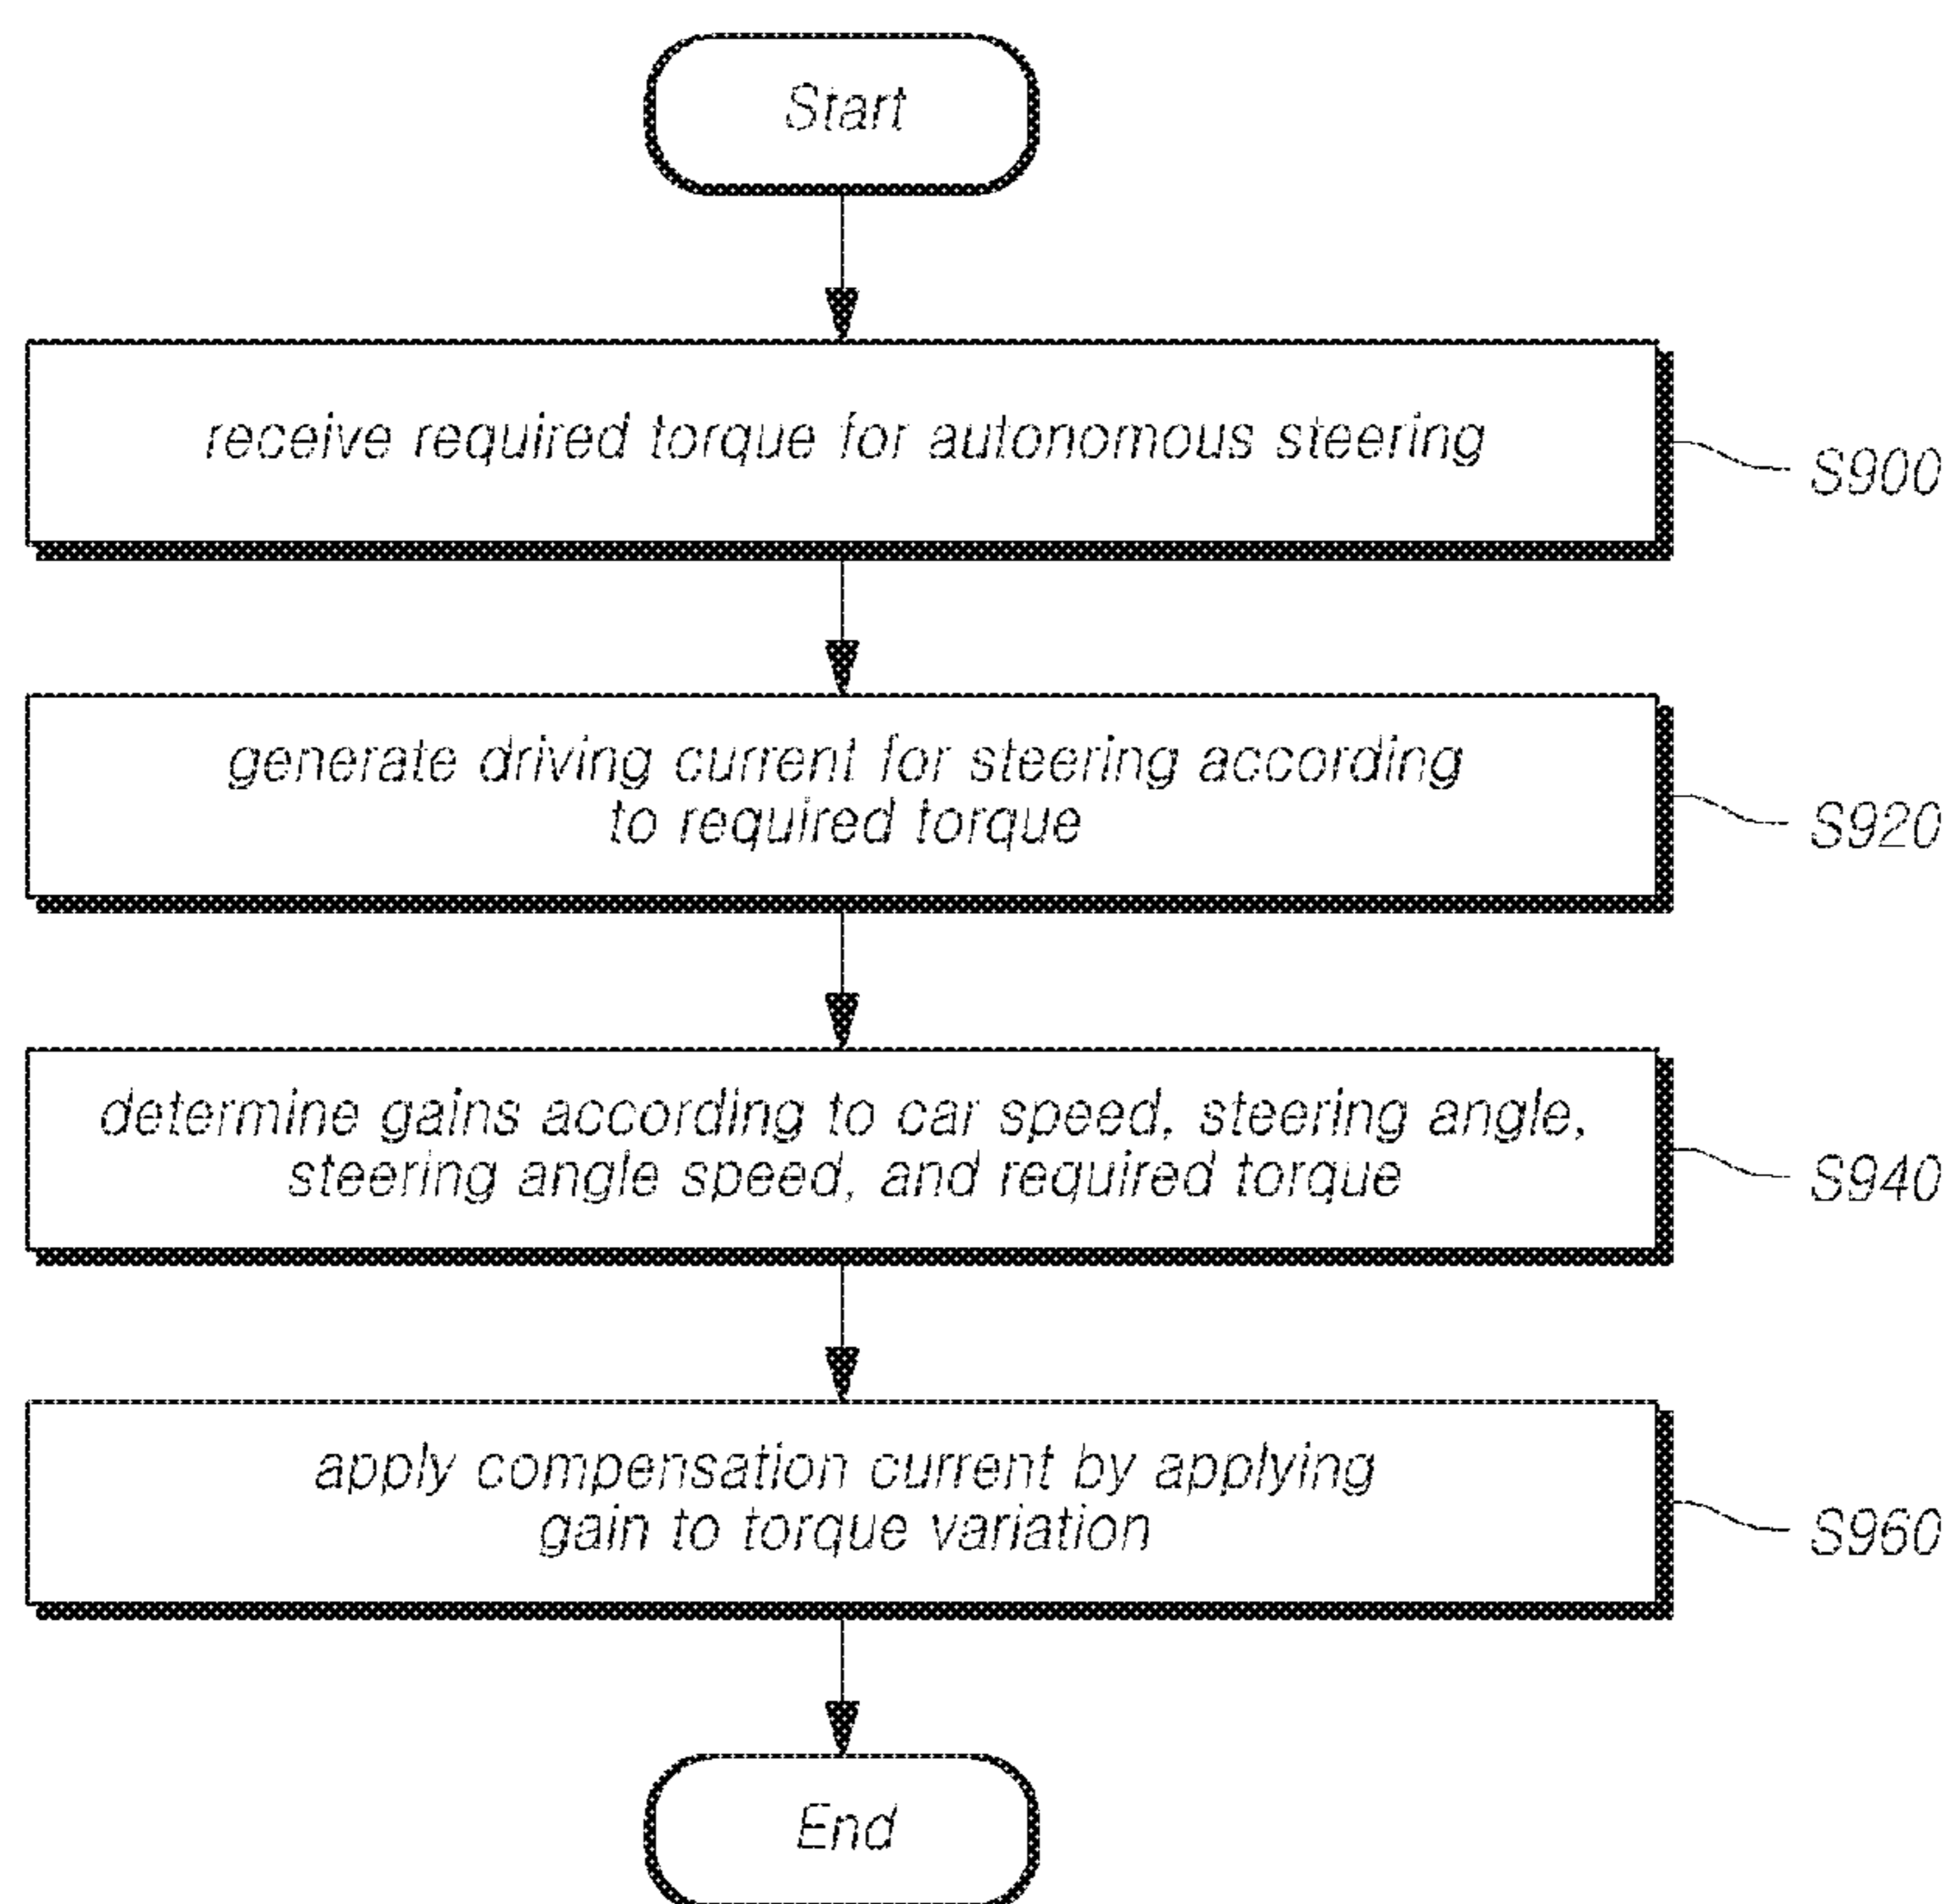 Start
receive required torque for autonomous steering
S900
generate driving current for steering according
to required torque
S920
determine gains according to car speed, steering angle,
steering angle speed, and required torque
S940
apply compensation current by applying
gain to torque variation
S960
End